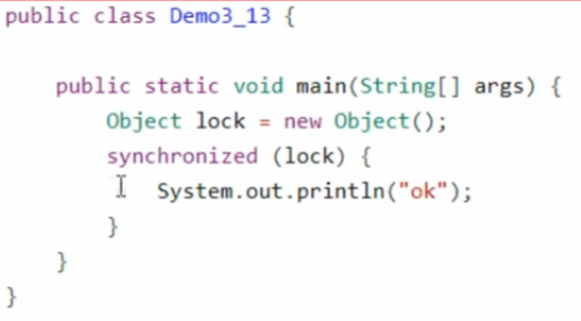 public class Demo3_13 {
    public static void main(String[] args) {
        Object lock = new Object();
        synchronized (lock) {
            System.out.println("ok");
        }
    }
}